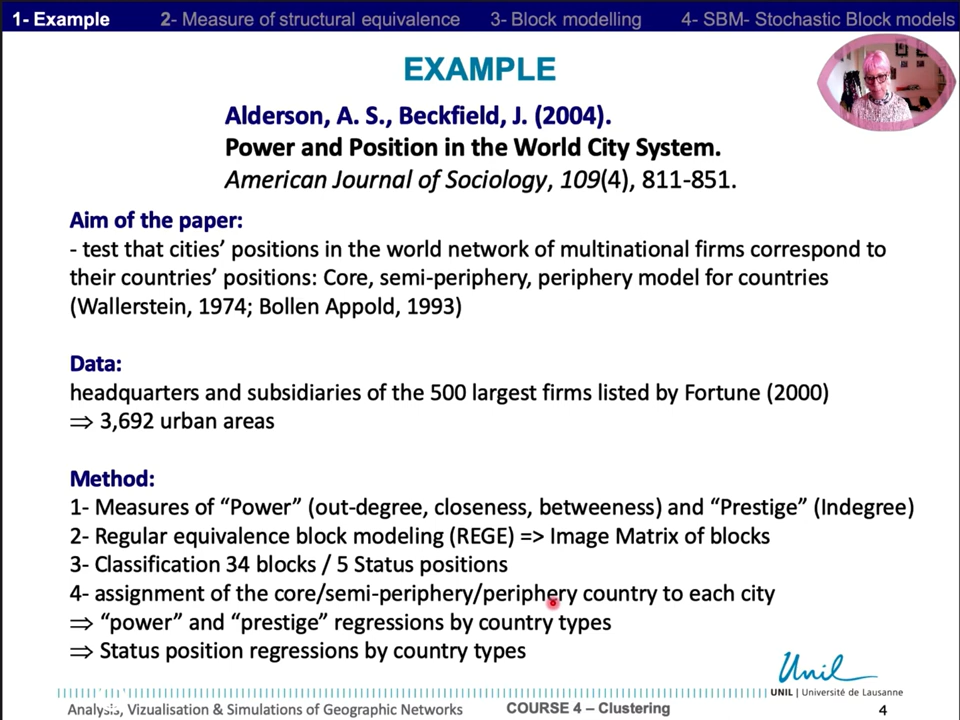 1- Example 2- Measure of structural equivalence 3- Block modelling 4- SBM- Stochastic Block models
EXAMPLE
Alderson, A. S., Beckfield, J. (2004).
Power and Position in the World City System.
American Journal of Sociology, 109(4), 811-851.
Aim of the paper:
- test that cities' positions in the world network of multinational firms correspond to
their countries' positions: Core, semi-periphery, periphery model for countries
(Wallerstein, 1974; Bollen Appold, 1993)
Data:
headquarters and subsidiaries of the 500 largest firms listed by Fortune (2000)
⇒ 3,692 urban areas
Method:
1- Measures of “Power” (out-degree, closeness, betweeness) and “Prestige” (Indegree)
2- Regular equivalence block modeling (REGE) => Image Matrix of blocks
3- Classification 34 blocks / 5 Status positions
4- assignment of the core/semi-periphery/periphery country to each city
⇒ “power” and “prestige” regressions by country types
⇒ Status position regressions by country types
Unil
UNIL | Université de Lausanne
Analysis, Vizualisation & Simulations of Geographic Networks COURSE 4 – Clustering 4